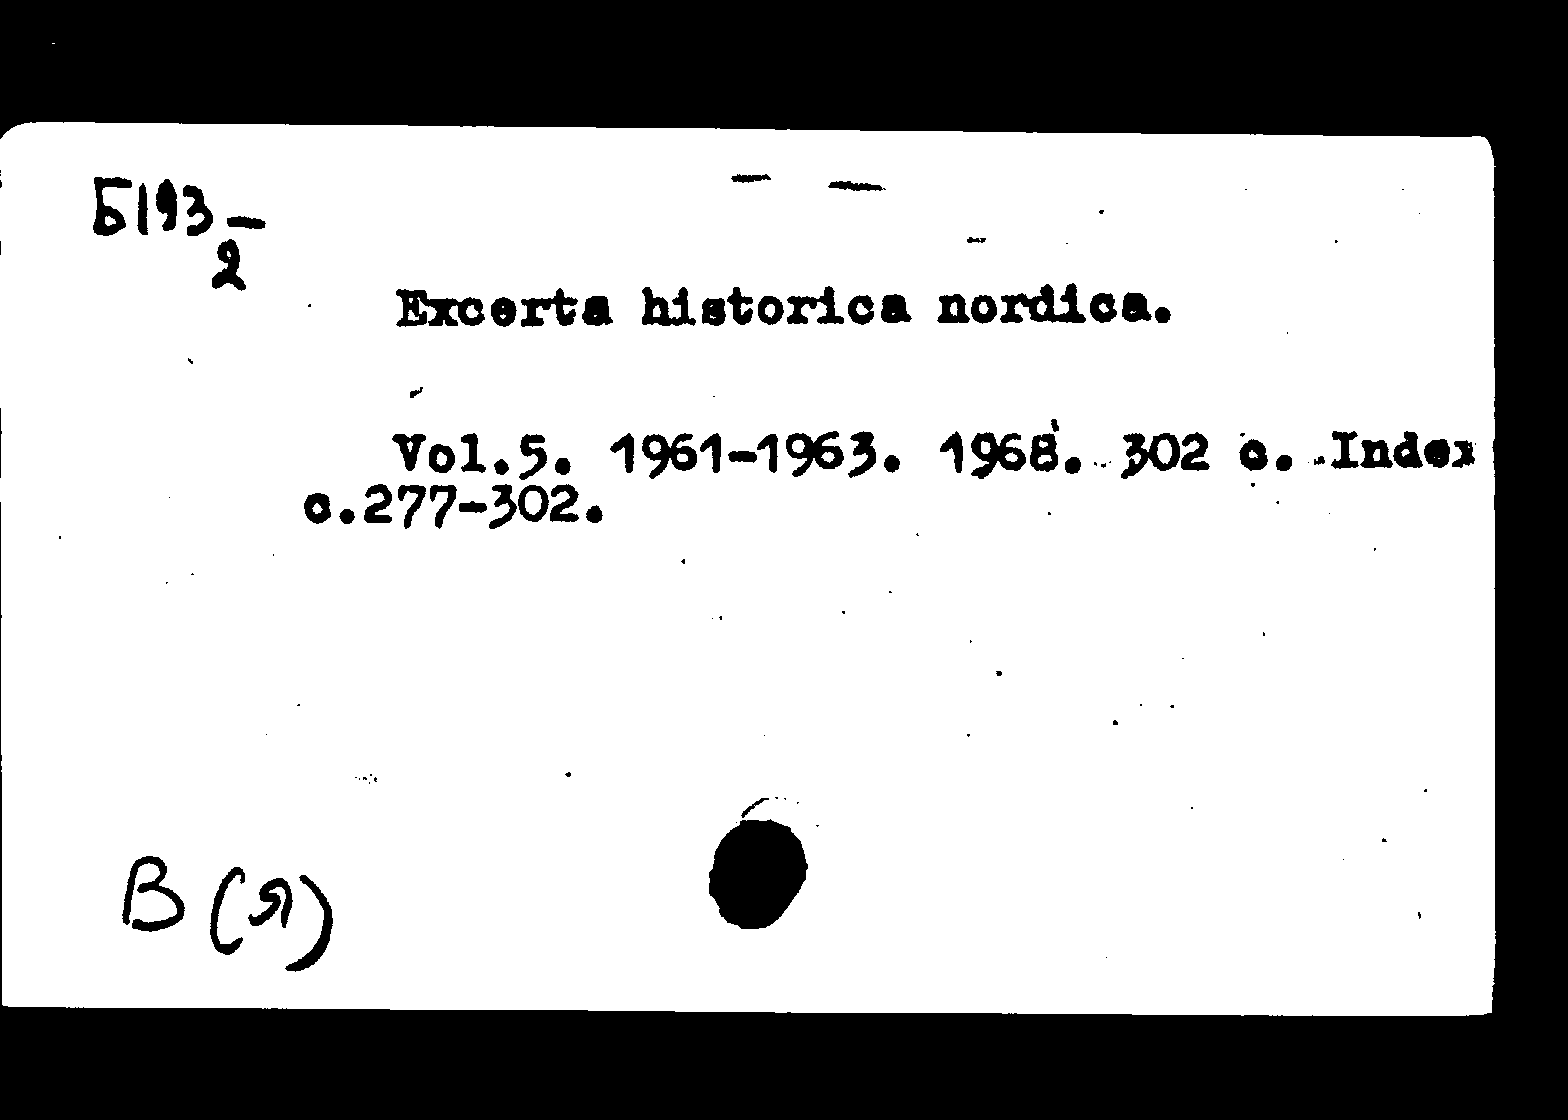 Б193-
2
Excerta historica nordica.
Vol.5. 1961-1963. 1968. 302 с. Index
с.277-302.
В (Я)